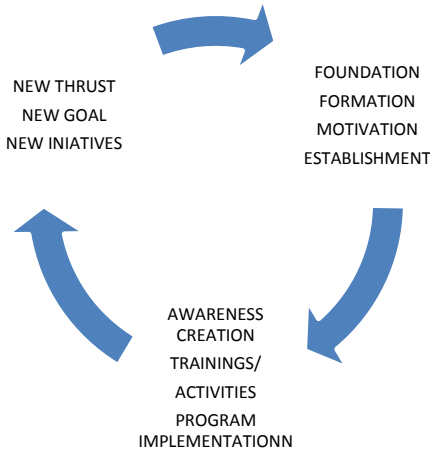 NEW THRUST
NEW GOAL
NEW INIATIVES
FOUNDATION
FORMATION
MOTIVATION
ESTABLISHMENT
AWARENESS
CREATION
TRAININGS/
ACTIVITIES
PROGRAM
IMPLEMENTATIONN